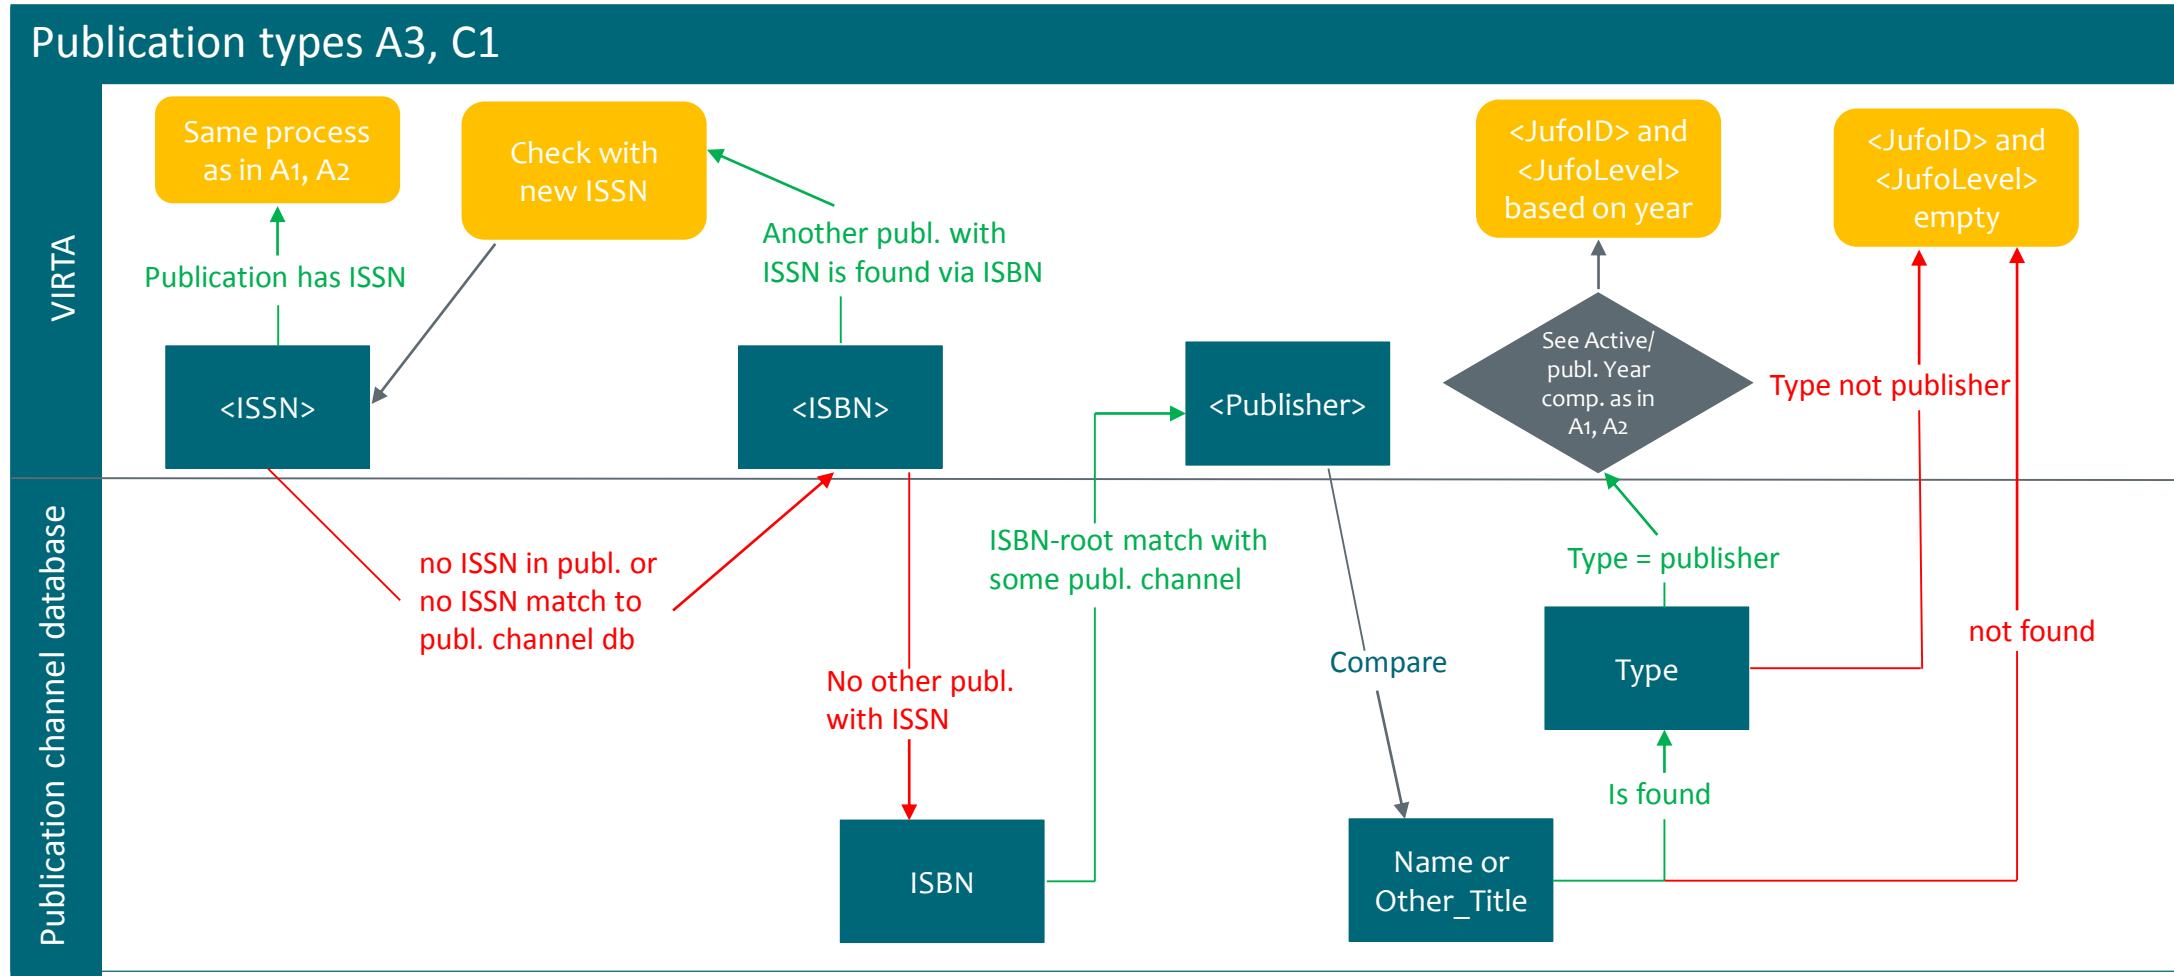 Publication types A3, C1
VIRTA
Same process
as in A1, A2
Check with
new ISSN
<JufoID> and
<JufoLevel>
based on year
<JufoID> and
<JufoLevel>
empty
Publication has ISSN
Another publ. with
ISSN is found via ISBN
<ISSN>
<ISBN>
<Publisher>
See Active/
publ. Year
comp. as in
A1, A2
Type not publisher
Publication channel database
no ISSN in publ. or
no ISSN match to
publ. channel db
ISBN-root match with
some publ. channel
Type = publisher
No other publ.
with ISSN
Compare
Type
not found
Is found
ISBN
Name or
Other_Title